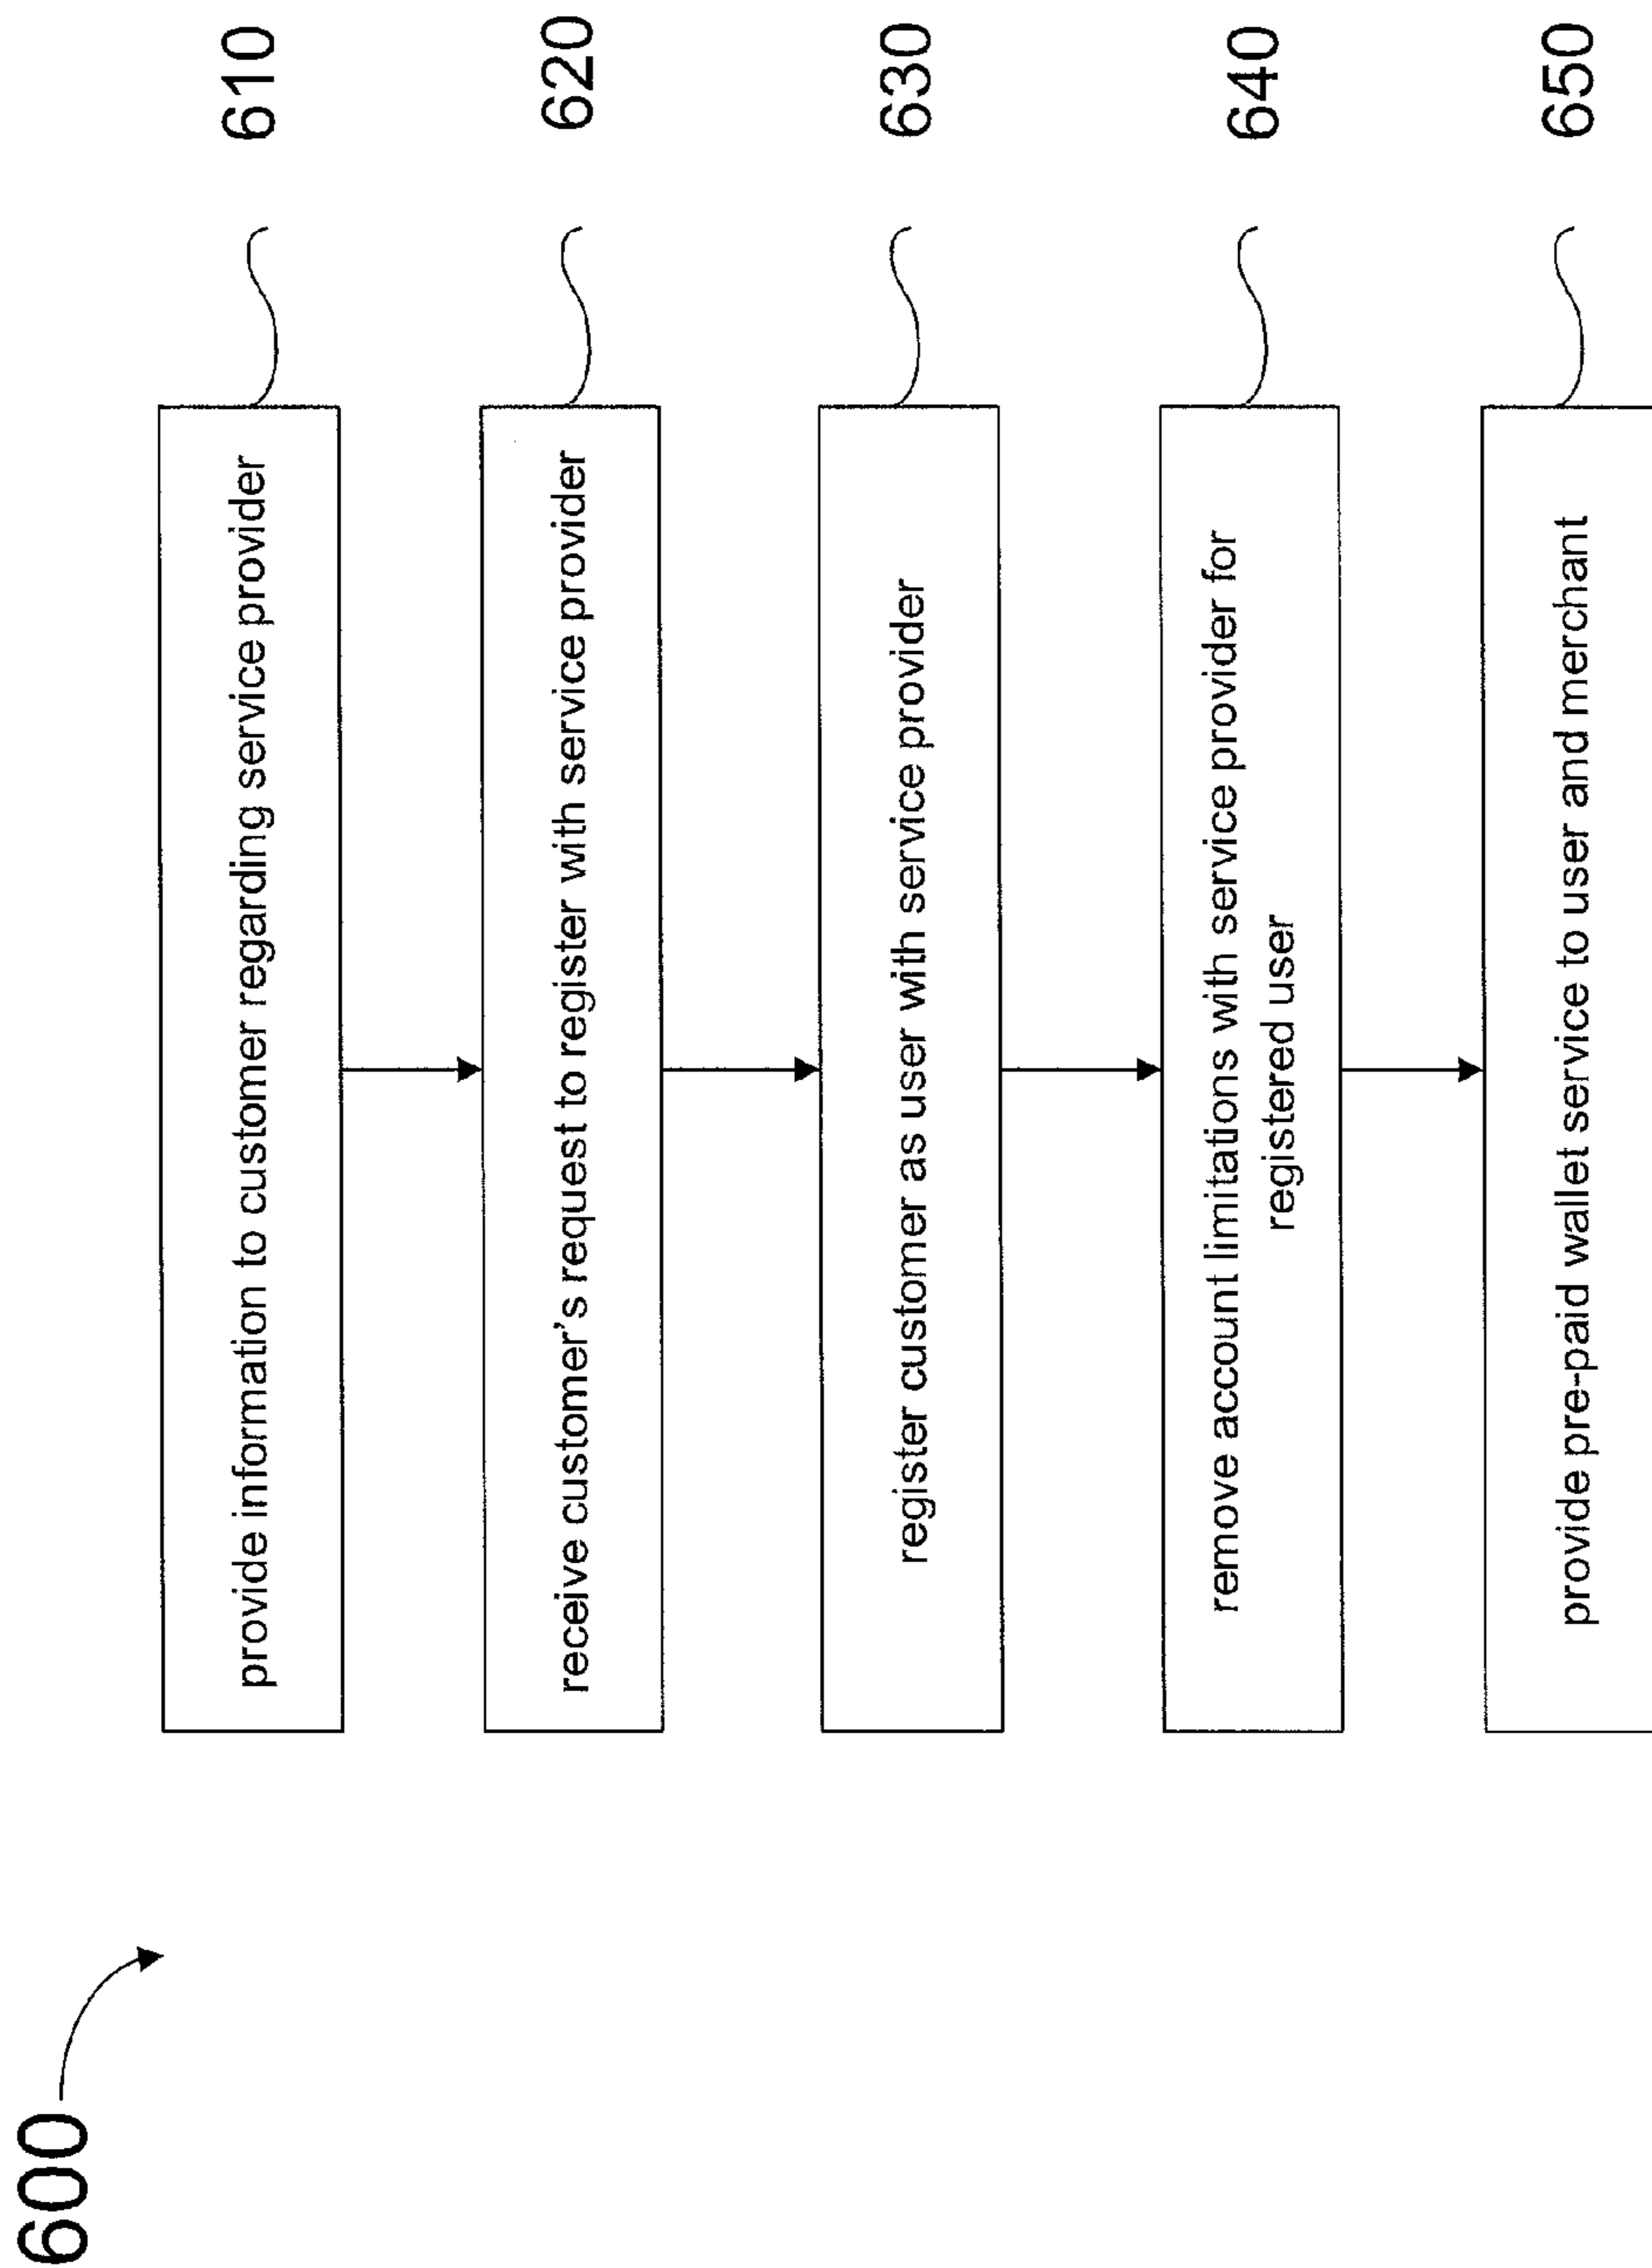 600
provide information to customer regarding service provider
610
receive customer's request to register with service provider
620
register customer as user with service provider
630
remove account limitations with service provider for
registered user
640
provide pre-paid wallet service to user and merchant
650